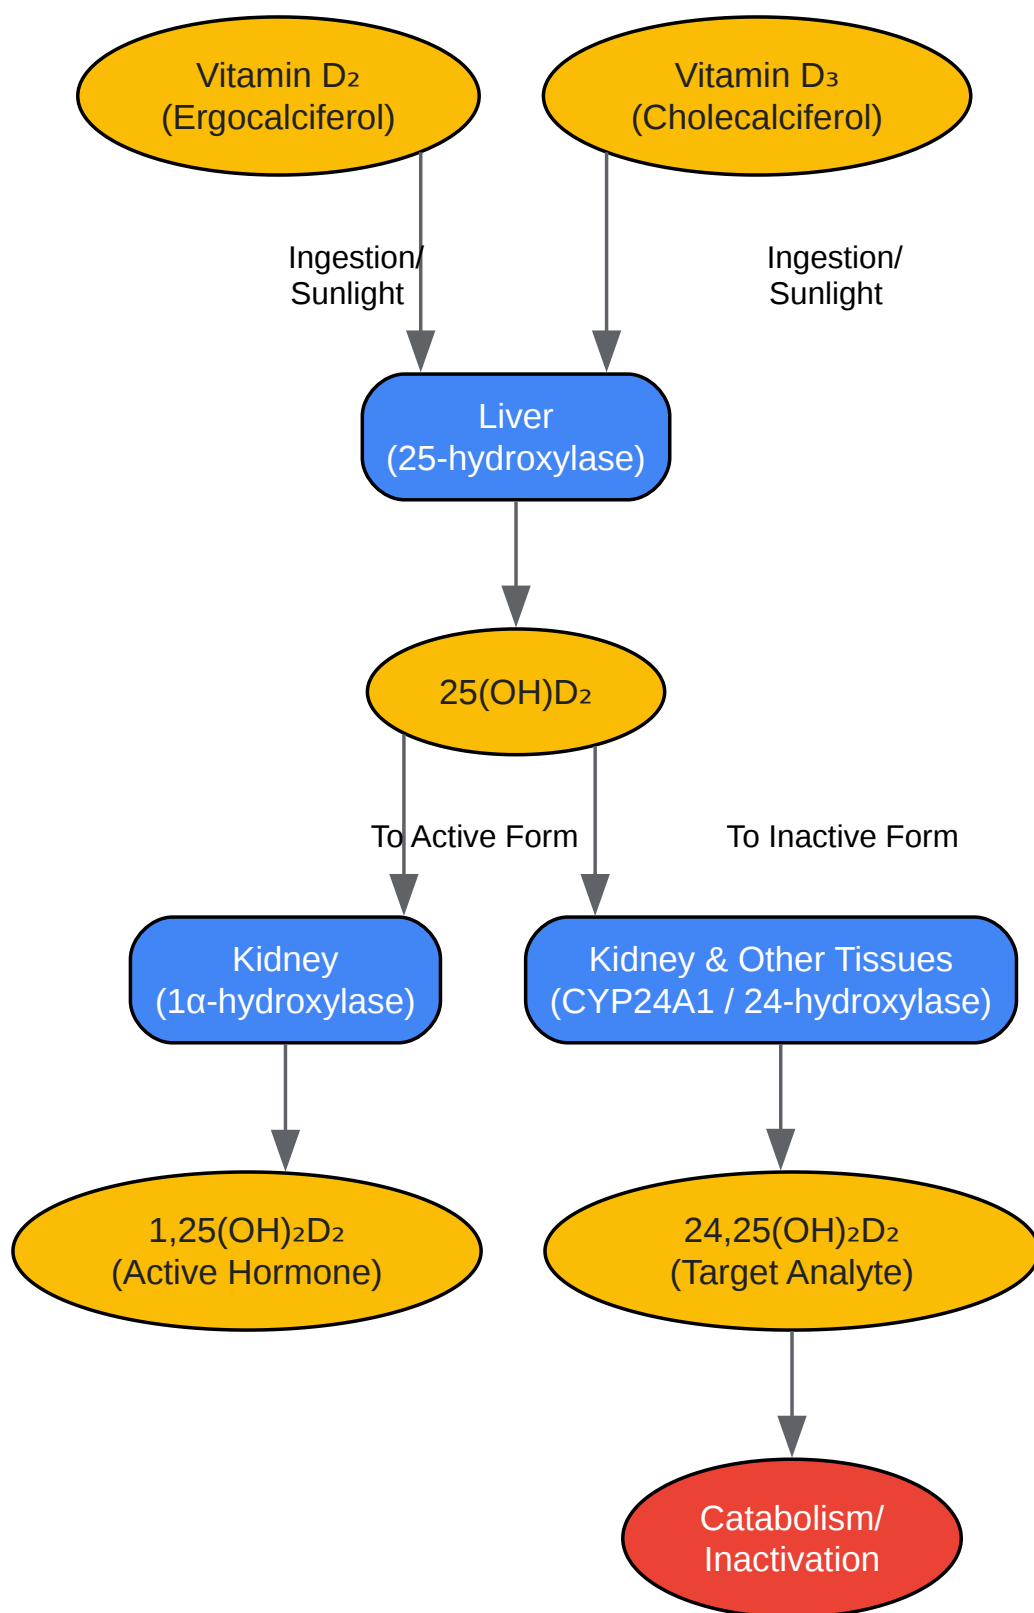 Vitamin D₂
(Ergocalciferol)
Vitamin D₃
(Cholecalciferol)
Ingestion/
Sunlight
Ingestion/
Sunlight
Liver
(25-hydroxylase)
25(OH)D₂
To Active Form
To Inactive Form
Kidney
(1α-hydroxylase)
Kidney & Other Tissues
(CYP24A1 / 24-hydroxylase)
1,25(OH)₂D₂
(Active Hormone)
24,25(OH)₂D₂
(Target Analyte)
Catabolism/
Inactivation